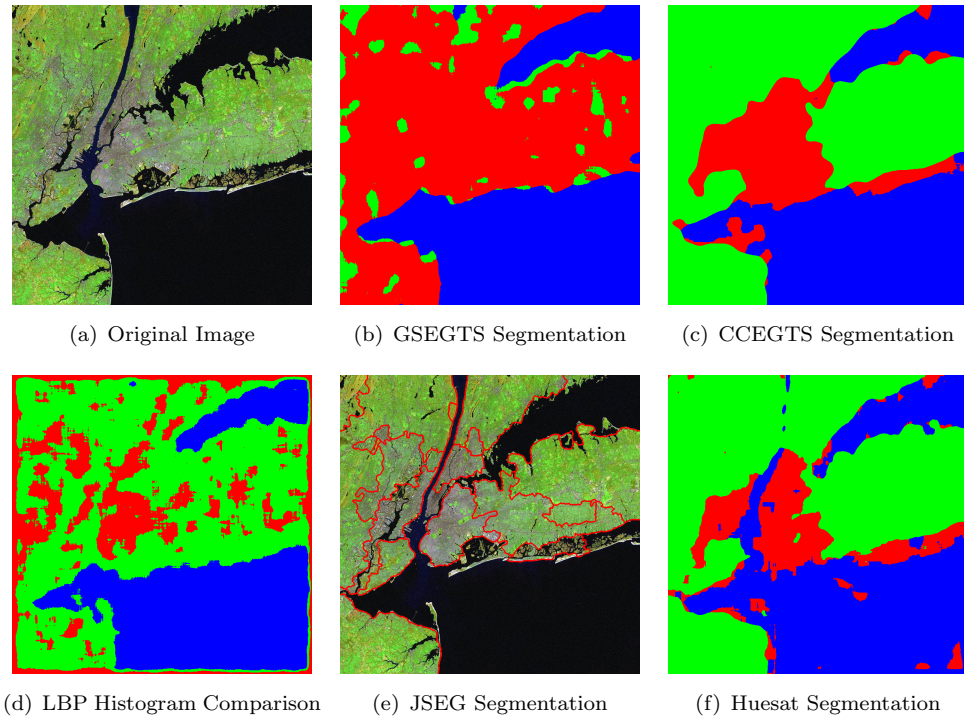 (a) Original Image
(b) GSEGTS Segmentation
(c) CCEGTS Segmentation
(d) LBP Histogram Comparison
(e) JSEG Segmentation
(f) Huesat Segmentation